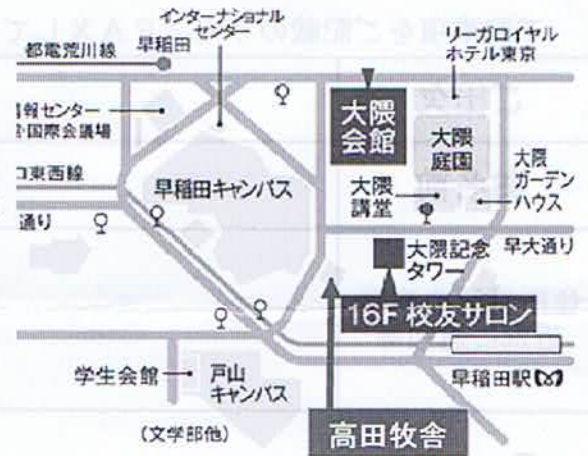 インターナショナル
センター
都電荒川線
早稲田
リーガロイヤル
ホテル東京
報センター
国際会議場
大隈
会館
大隈
庭園
大隈
ガーデン
ハウス
大隈
講堂
東西線
早稲田キャンパス
通り
早大通り
大隈記念
タワー
16F 校友サロン
学生会館
戸山
キャンパス
早稲田駅
(文学部他)
高田牧舎